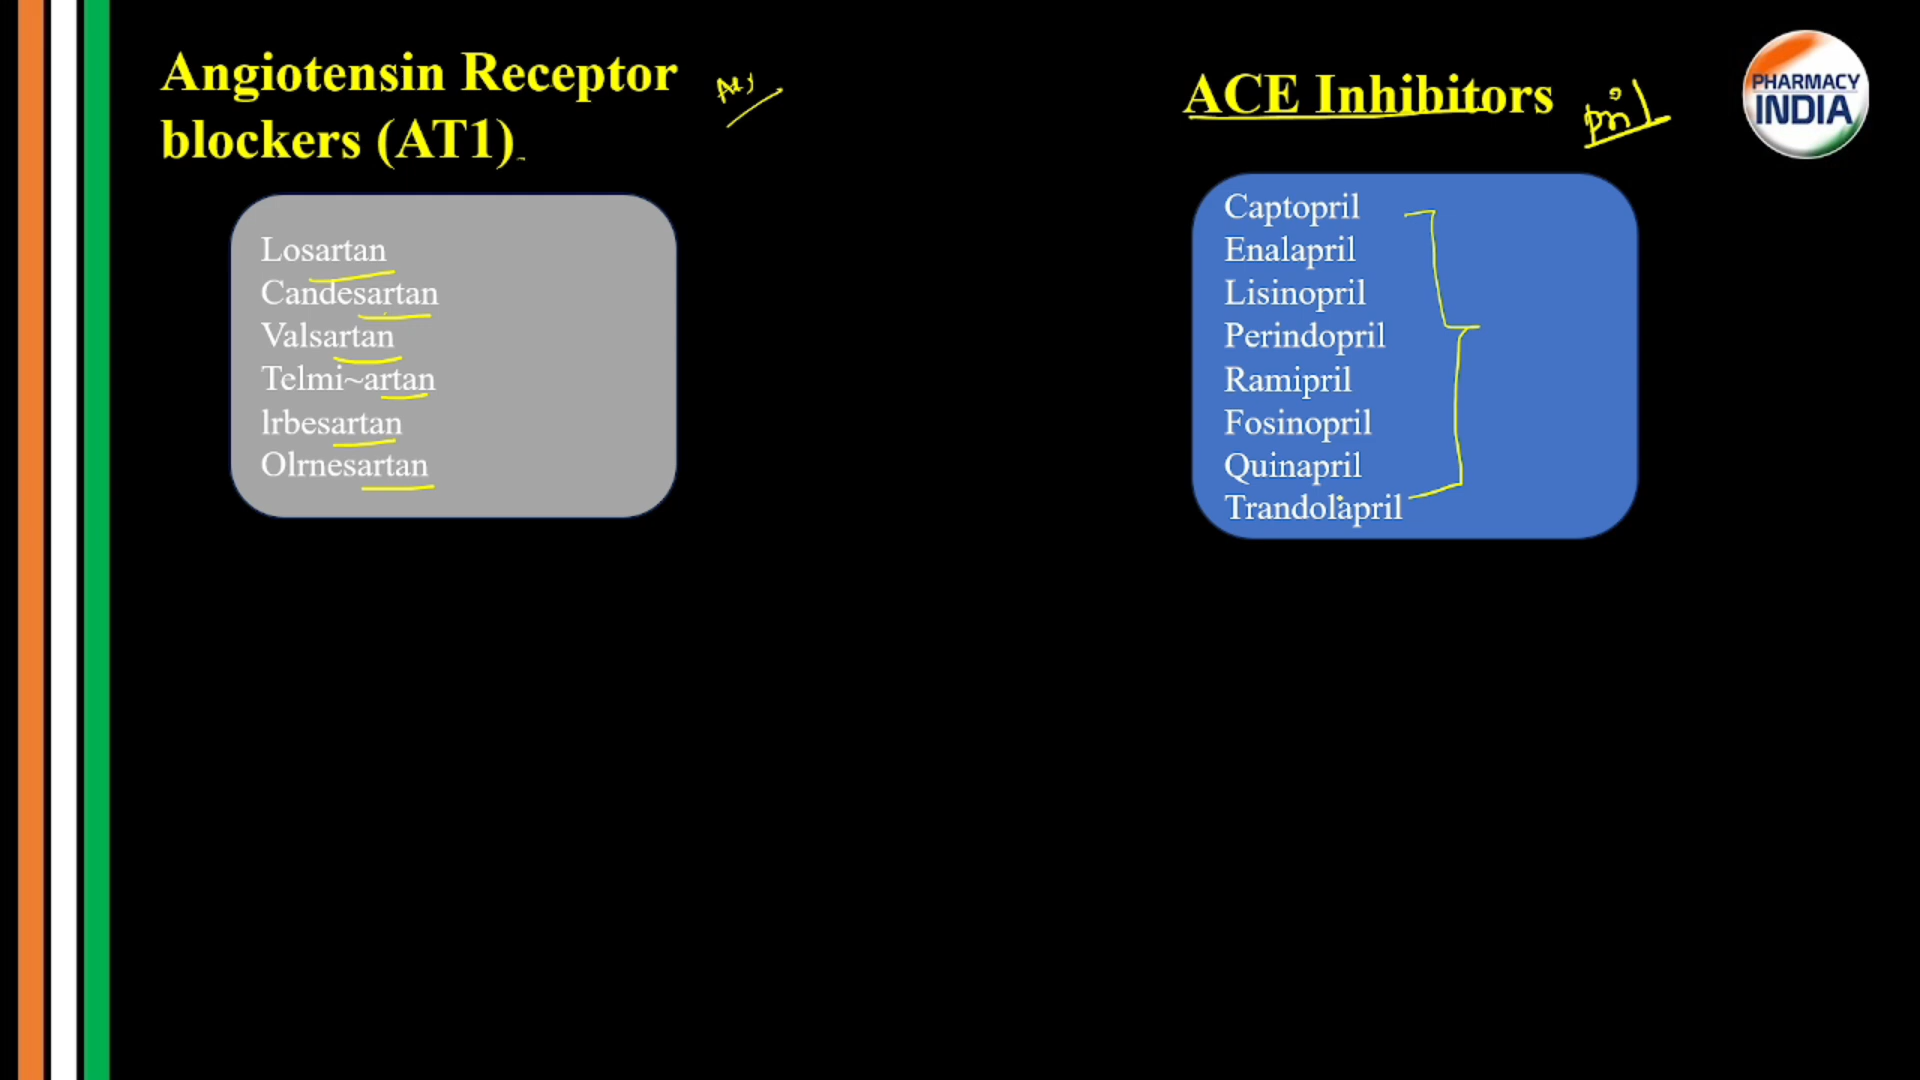 Angiotensin Receptor
blockers (AT1)
Losartan
Candesartan
Valsartan
Telmi~artan
lrbesartan
Olrnesartan
ACE Inhibitors
pril
Captopril
Enalapril
Lisinopril
Perindopril
Ramipril
Fosinopril
Quinapril
Trandolapril
PHARMACY
INDIA